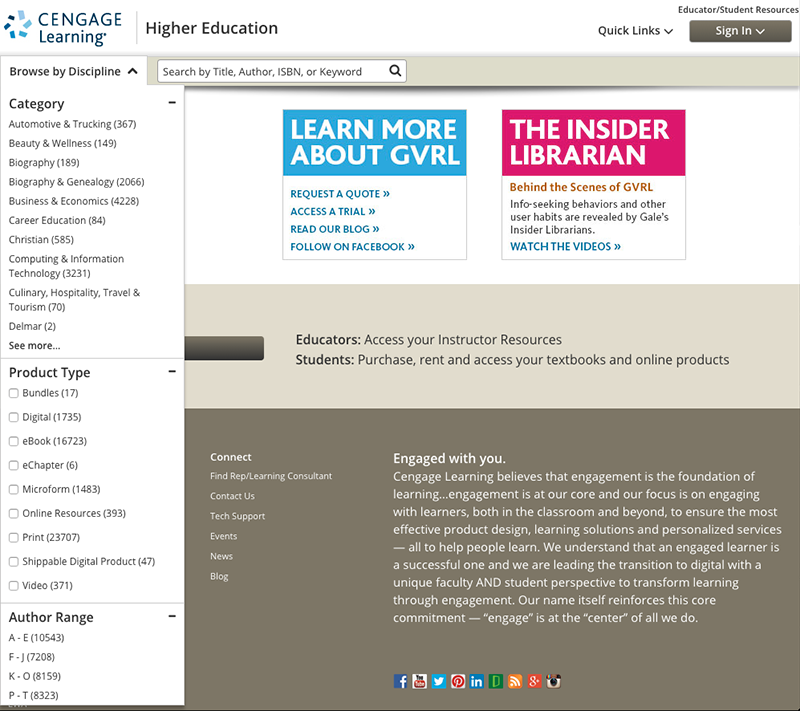 CENGAGE
Learning
Higher Education
Educator/Student Resources
Quick Links
Sign In
Browse by Discipline
Search by Title, Author, ISBN, or Keyword
Category
Automotive & Trucking (367)
Beauty & Wellness (149)
Biography (189)
Biography & Genealogy (2066)
Business & Economics (4228)
Career Education (84)
Christian (585)
Computing & Information
Technology (3231)
Culinary, Hospitality, Travel &
Tourism (70)
Delmar (2)
See more...
Product Type
Bundles (17)
Digital (1735)
eBook (16723)
eChapter (6)
Microform (1483)
Online Resources (393)
Print (23707)
Shippable Digital Product (47)
Video (371)
Author Range
A - E (10543)
F - J (7208)
K - O (8159)
P - T (8323)
LEARN MORE
ABOUT GVRL
REQUEST A QUOTE »
ACCESS A TRIAL »
READ OUR BLOG »
FOLLOW ON FACEBOOK »
THE INSIDER
LIBRARIAN
Behind the Scenes of GVRL
Info-seeking behaviors and other
user habits are revealed by Gale's
Insider Librarians.
WATCH THE VIDEOS »
Educators: Access your Instructor Resources
Students: Purchase, rent and access your textbooks and online products
Connect
Find Rep/Learning Consultant
Contact Us
Tech Support
Events
News
Blog
Engaged with you.
Cengage Learning believes that engagement is the foundation of
learning...engagement is at our core and our focus is on engaging
with learners, both in the classroom and beyond, to ensure the most
effective product design, learning solutions and personalized services
— all to help people learn. We understand that an engaged learner is
a successful one and we are leading the transition to digital with a
unique faculty AND student perspective to transform learning
through engagement. Our name itself reinforces this core
commitment — “engage” is at the “center” of all we do.